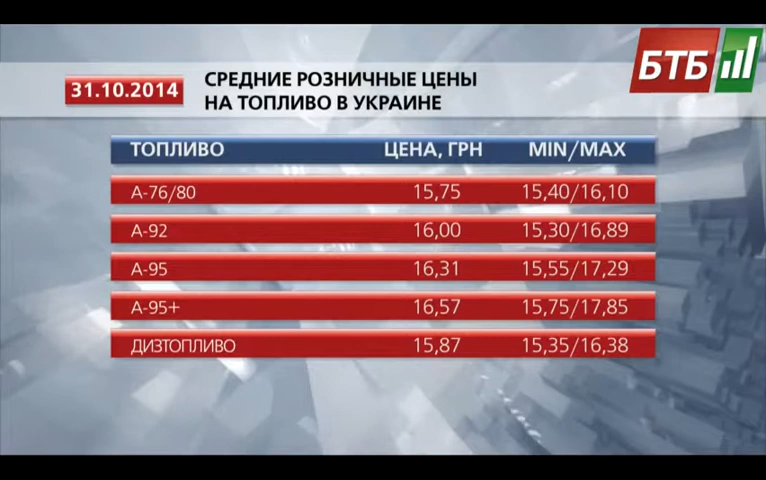 БТБ
31.10.2014
СРЕДНИЕ РОЗНИЧНЫЕ ЦЕНЫ
НА ТОПЛИВО В УКРАИНЕ
ТОПЛИВО ЦЕНА, ГРН MIN/MAX
А-76/80 15,75 15,40/16,10
А-92 16,00 15,30/16,89
А-95 16,31 15,55/17,29
А-95+ 16,57 15,75/17,85
ДИЗТОПЛИВО 15,87 15,35/16,38